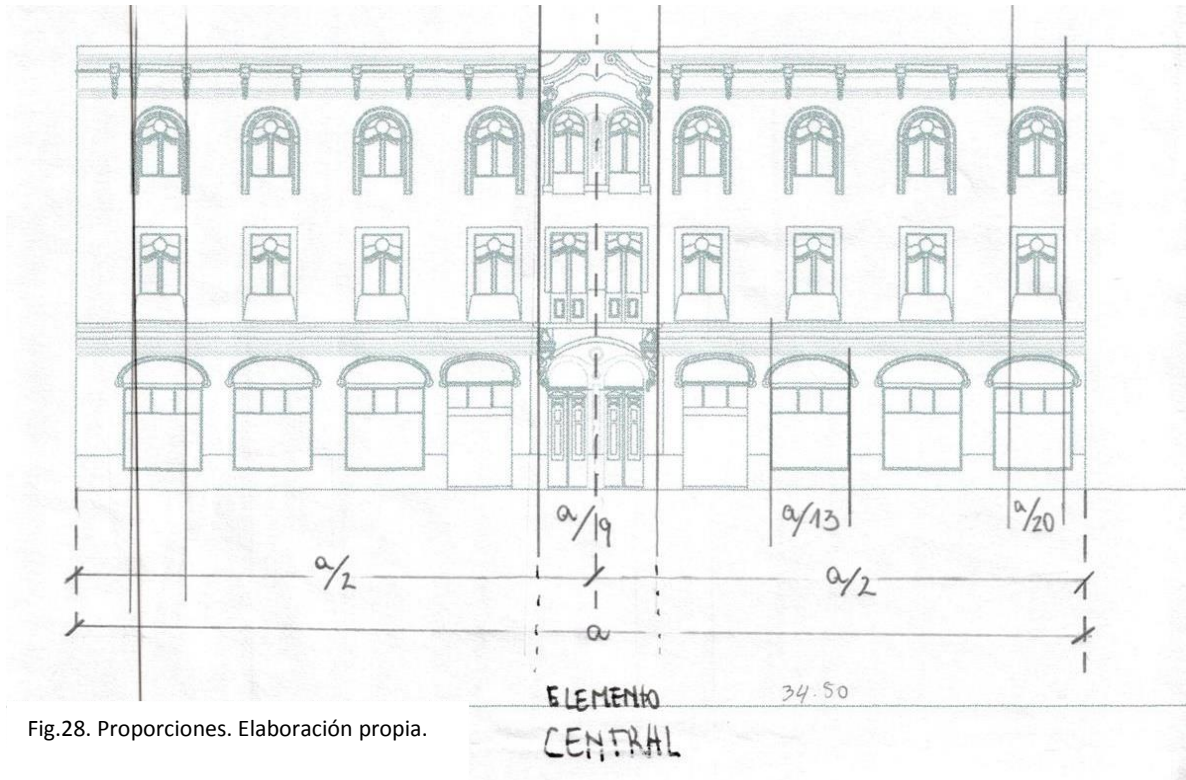 a/19
a/13
a/20
a/2
a/2
a
ELEMENTO
34.50
CENTRAL
Fig.28. Proporciones. Elaboración propia.